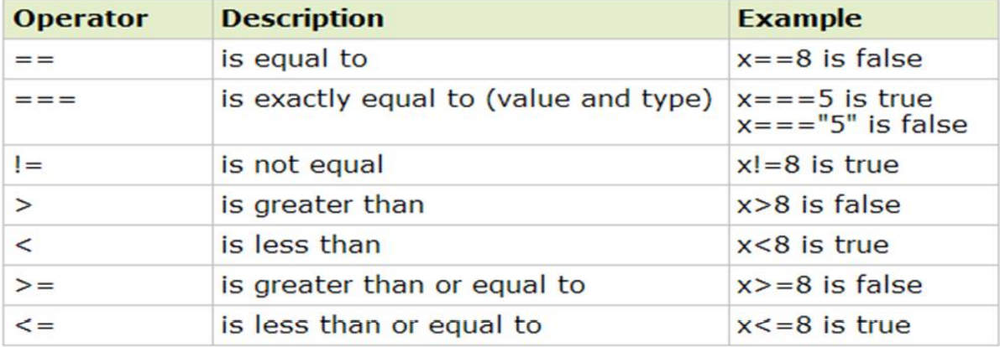 Operator Description Example
== is equal to x==8 is false
=== is exactly equal to (value and type) x===5 is true
x==="5" is false
!= is not equal x!=8 is true
> is greater than x>8 is false
< is less than x<8 is true
>= is greater than or equal to x>=8 is false
<= is less than or equal to x<=8 is true